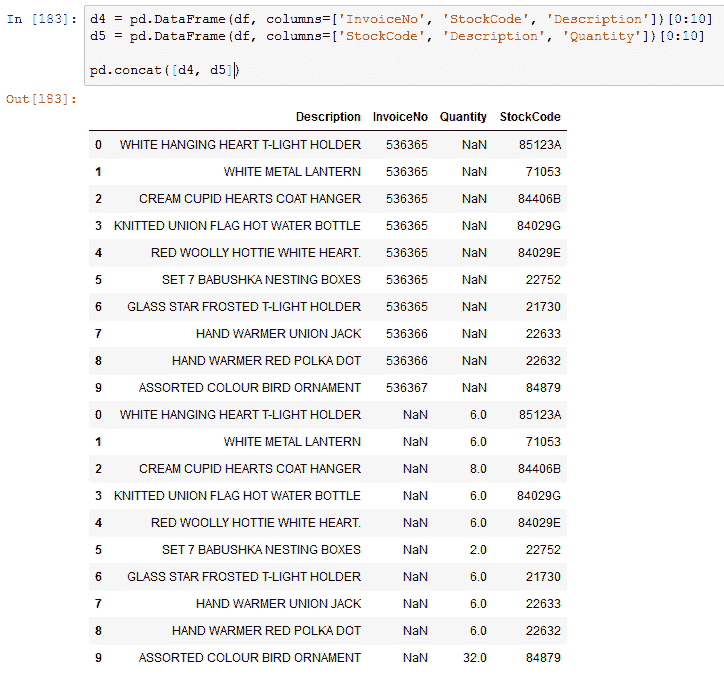 In [183]: d4 = pd.DataFrame(df, columns=['InvoiceNo', 'StockCode', 'Description'])[0:10]
d5 = pd.DataFrame(df, columns=['StockCode', 'Description', 'Quantity'])[0:10]
pd.concat([d4, d5])
Out[183]:
Description InvoiceNo Quantity StockCode
0 WHITE HANGING HEART T-LIGHT HOLDER 536365 NaN 85123A
1 WHITE METAL LANTERN 536365 NaN 71053
2 CREAM CUPID HEARTS COAT HANGER 536365 NaN 84406B
3 KNITTED UNION FLAG HOT WATER BOTTLE 536365 NaN 84029G
4 RED WOOLLY HOTTIE WHITE HEART. 536365 NaN 84029E
5 SET 7 BABUSHKA NESTING BOXES 536365 NaN 22752
6 GLASS STAR FROSTED T-LIGHT HOLDER 536365 NaN 21730
7 HAND WARMER UNION JACK 536366 NaN 22633
8 HAND WARMER RED POLKA DOT 536366 NaN 22632
9 ASSORTED COLOUR BIRD ORNAMENT 536367 NaN 84879
0 WHITE HANGING HEART T-LIGHT HOLDER NaN 6.0 85123A
1 WHITE METAL LANTERN NaN 6.0 71053
2 CREAM CUPID HEARTS COAT HANGER NaN 8.0 84406B
3 KNITTED UNION FLAG HOT WATER BOTTLE NaN 6.0 84029G
4 RED WOOLLY HOTTIE WHITE HEART. NaN 6.0 84029E
5 SET 7 BABUSHKA NESTING BOXES NaN 2.0 22752
6 GLASS STAR FROSTED T-LIGHT HOLDER NaN 6.0 21730
7 HAND WARMER UNION JACK NaN 6.0 22633
8 HAND WARMER RED POLKA DOT NaN 6.0 22632
9 ASSORTED COLOUR BIRD ORNAMENT NaN 32.0 84879